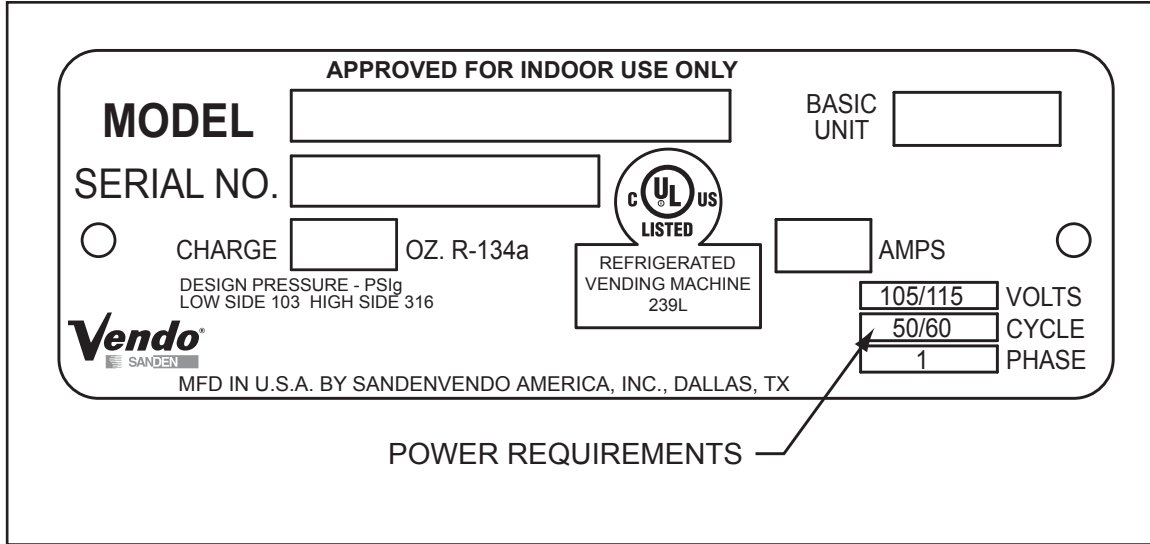 APPROVED FOR INDOOR USE ONLY
MODEL
BASIC
UNIT
SERIAL NO.
C UL US
LISTED
CHARGE OZ. R-134a
AMPS
REFRIGERATED
VENDING MACHINE
239L
DESIGN PRESSURE - PSIg
LOW SIDE 103 HIGH SIDE 316
105/115 VOLTS
50/60 CYCLE
1 PHASE
Vendo®
SANDEN
MFD IN U.S.A. BY SANDENVENDO AMERICA, INC., DALLAS, TX
POWER REQUIREMENTS